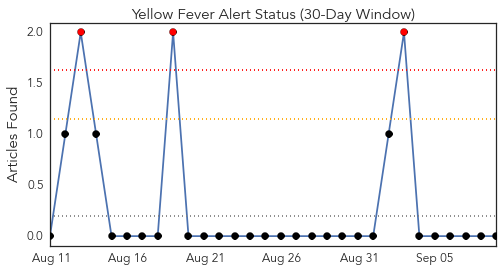 Yellow Fever Alert Status (30-Day Window)
Articles Found
2.0
1.5
1.0
0.5
0.0
Aug 11 Aug 16 Aug 21 Aug 26 Aug 31 Sep 05